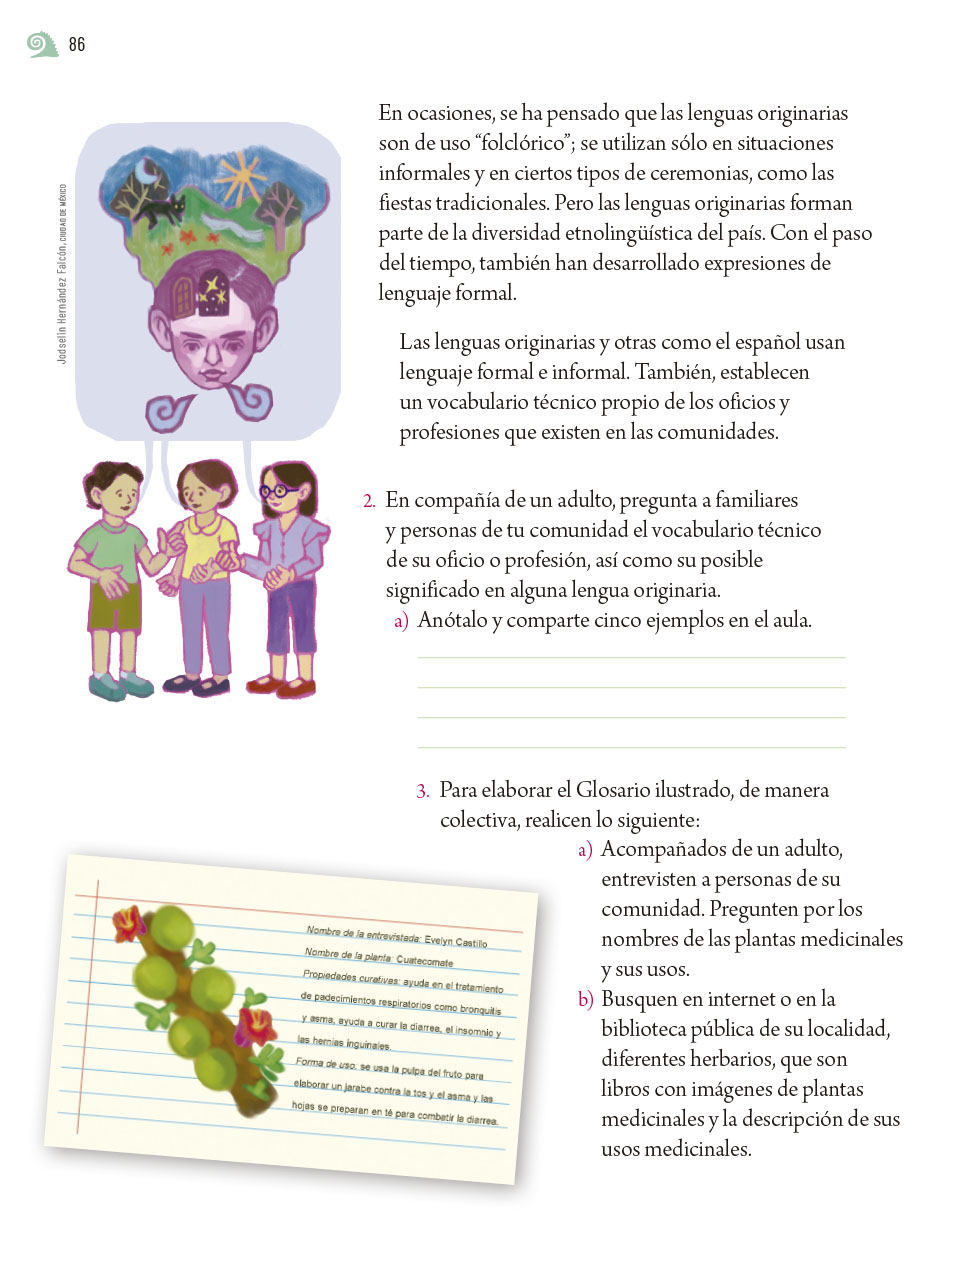 86
Jodselin Hernández Falcón, CIUDAD DE MÉXICO
En ocasiones, se ha pensado que las lenguas originarias
son de uso “folclórico”; se utilizan sólo en situaciones
informales y en ciertos tipos de ceremonias, como las
fiestas tradicionales. Pero las lenguas originarias forman
parte de la diversidad etnolingüística del país. Con el paso
del tiempo, también han desarrollado expresiones de
lenguaje formal.
Las lenguas originarias y otras como el español usan
lenguaje formal e informal. También, establecen
un vocabulario técnico propio de los oficios y
profesiones que existen en las comunidades.
2. En compañía de un adulto, pregunta a familiares
y personas de tu comunidad el vocabulario técnico
de su oficio o profesión, así como su posible
significado en alguna lengua originaria.
a) Anótalo y comparte cinco ejemplos en el aula.
3. Para elaborar el Glosario ilustrado, de manera
colectiva, realicen lo siguiente:
a) Acompañados de un adulto,
entrevisten a personas de su
comunidad. Pregunten por los
nombres de las plantas medicinales
y sus usos.
b) Busquen en internet o en la
biblioteca pública de su localidad,
diferentes herbarios, que son
libros con imágenes de plantas
medicinales y la descripción de sus
usos medicinales.
Nombre de la entrevistada: Evelyn Castillo
Nombre de la planta: Cuatecomate
Propiedades curativas: ayuda en el tratamiento
de padecimientos respiratorios como bronquitis
y asma, ayuda a curar la diarrea, el insomnio y
las hernias inguinales.
Forma de uso: se usa la pulpa del fruto para
elaborar un jarabe contra la tos y el asma y las
hojas se preparan en té para combatir la diarrea.